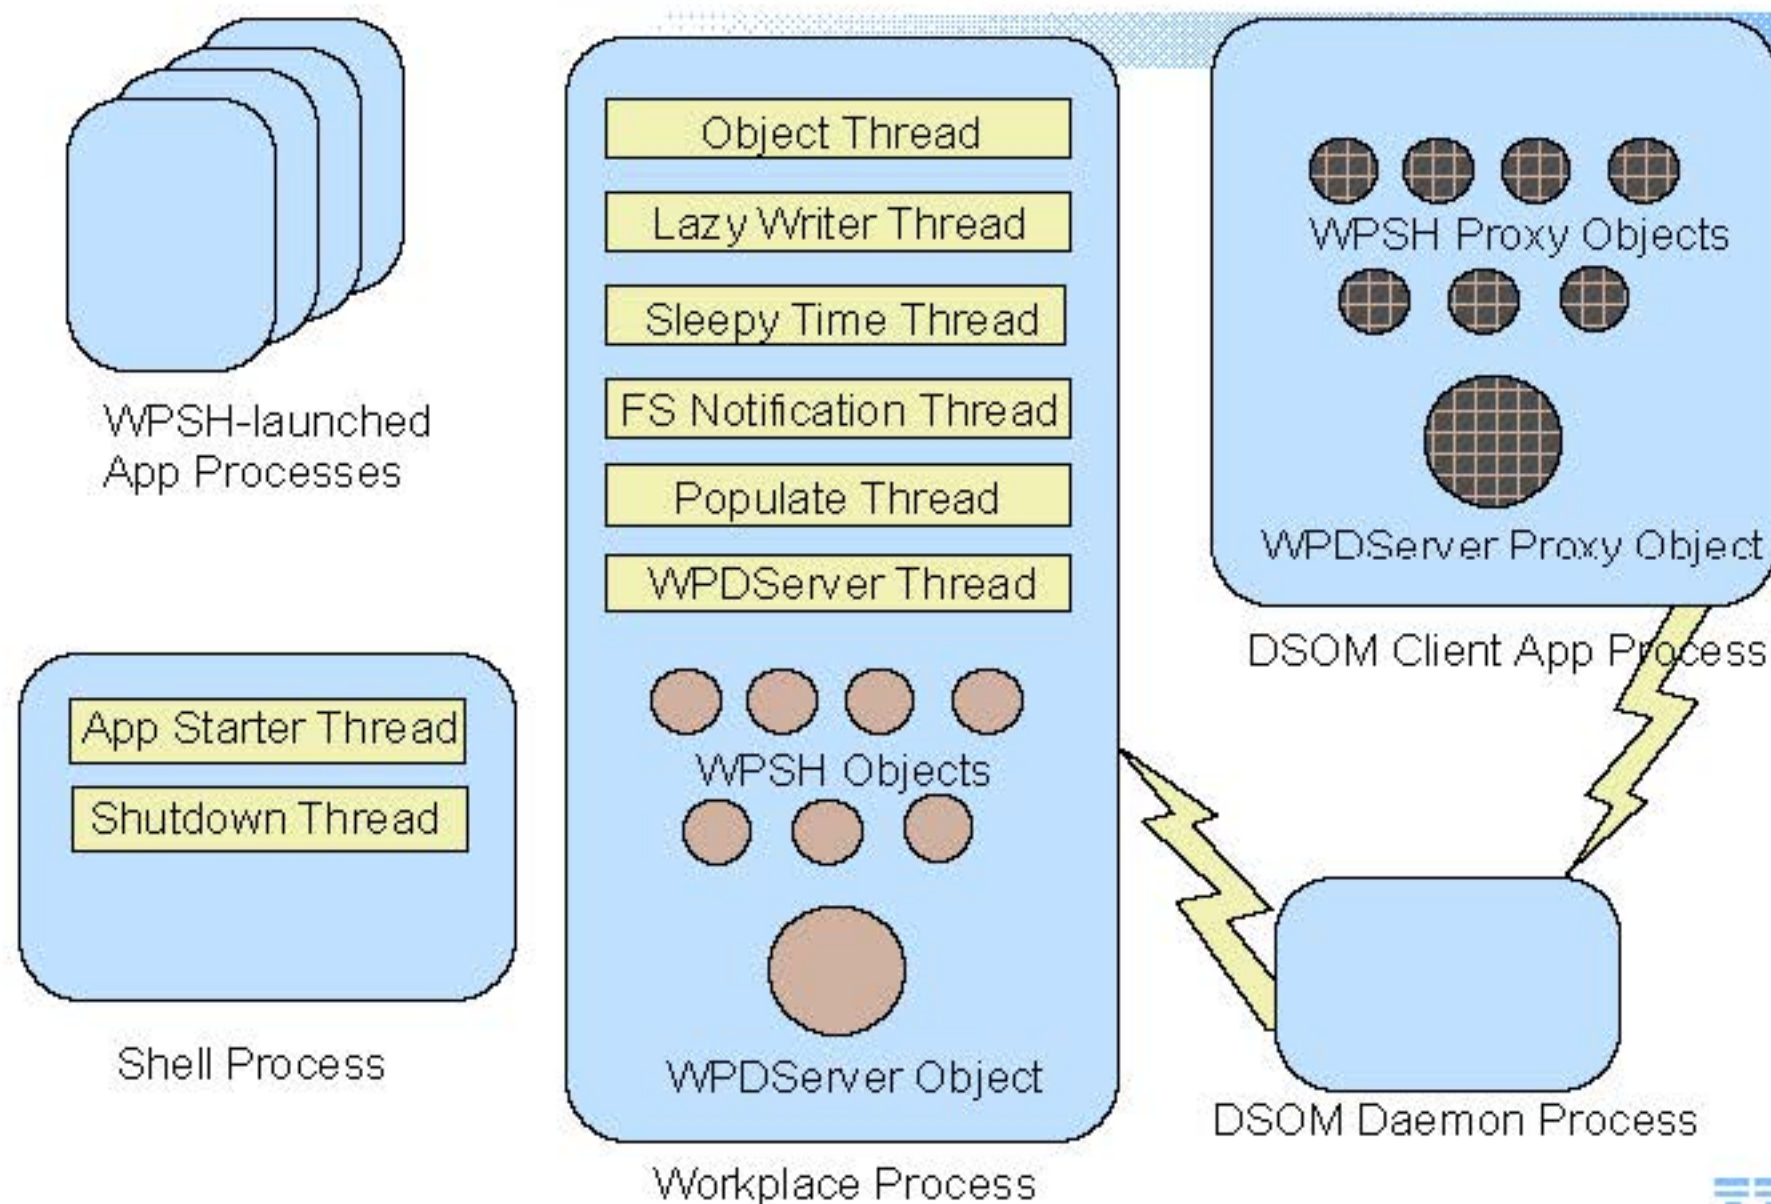 WPSH-launched
App Processes
App Starter Thread
Shutdown Thread
Shell Process
Object Thread
Lazy Writer Thread
Sleepy Time Thread
FS Notification Thread
Populate Thread
WPDServer Thread
WPSH Objects
WPDServer Object
Workplace Process
WPSH Proxy Objects
WPDServer Proxy Object
DSOM Client App Process
DSOM Daemon Process